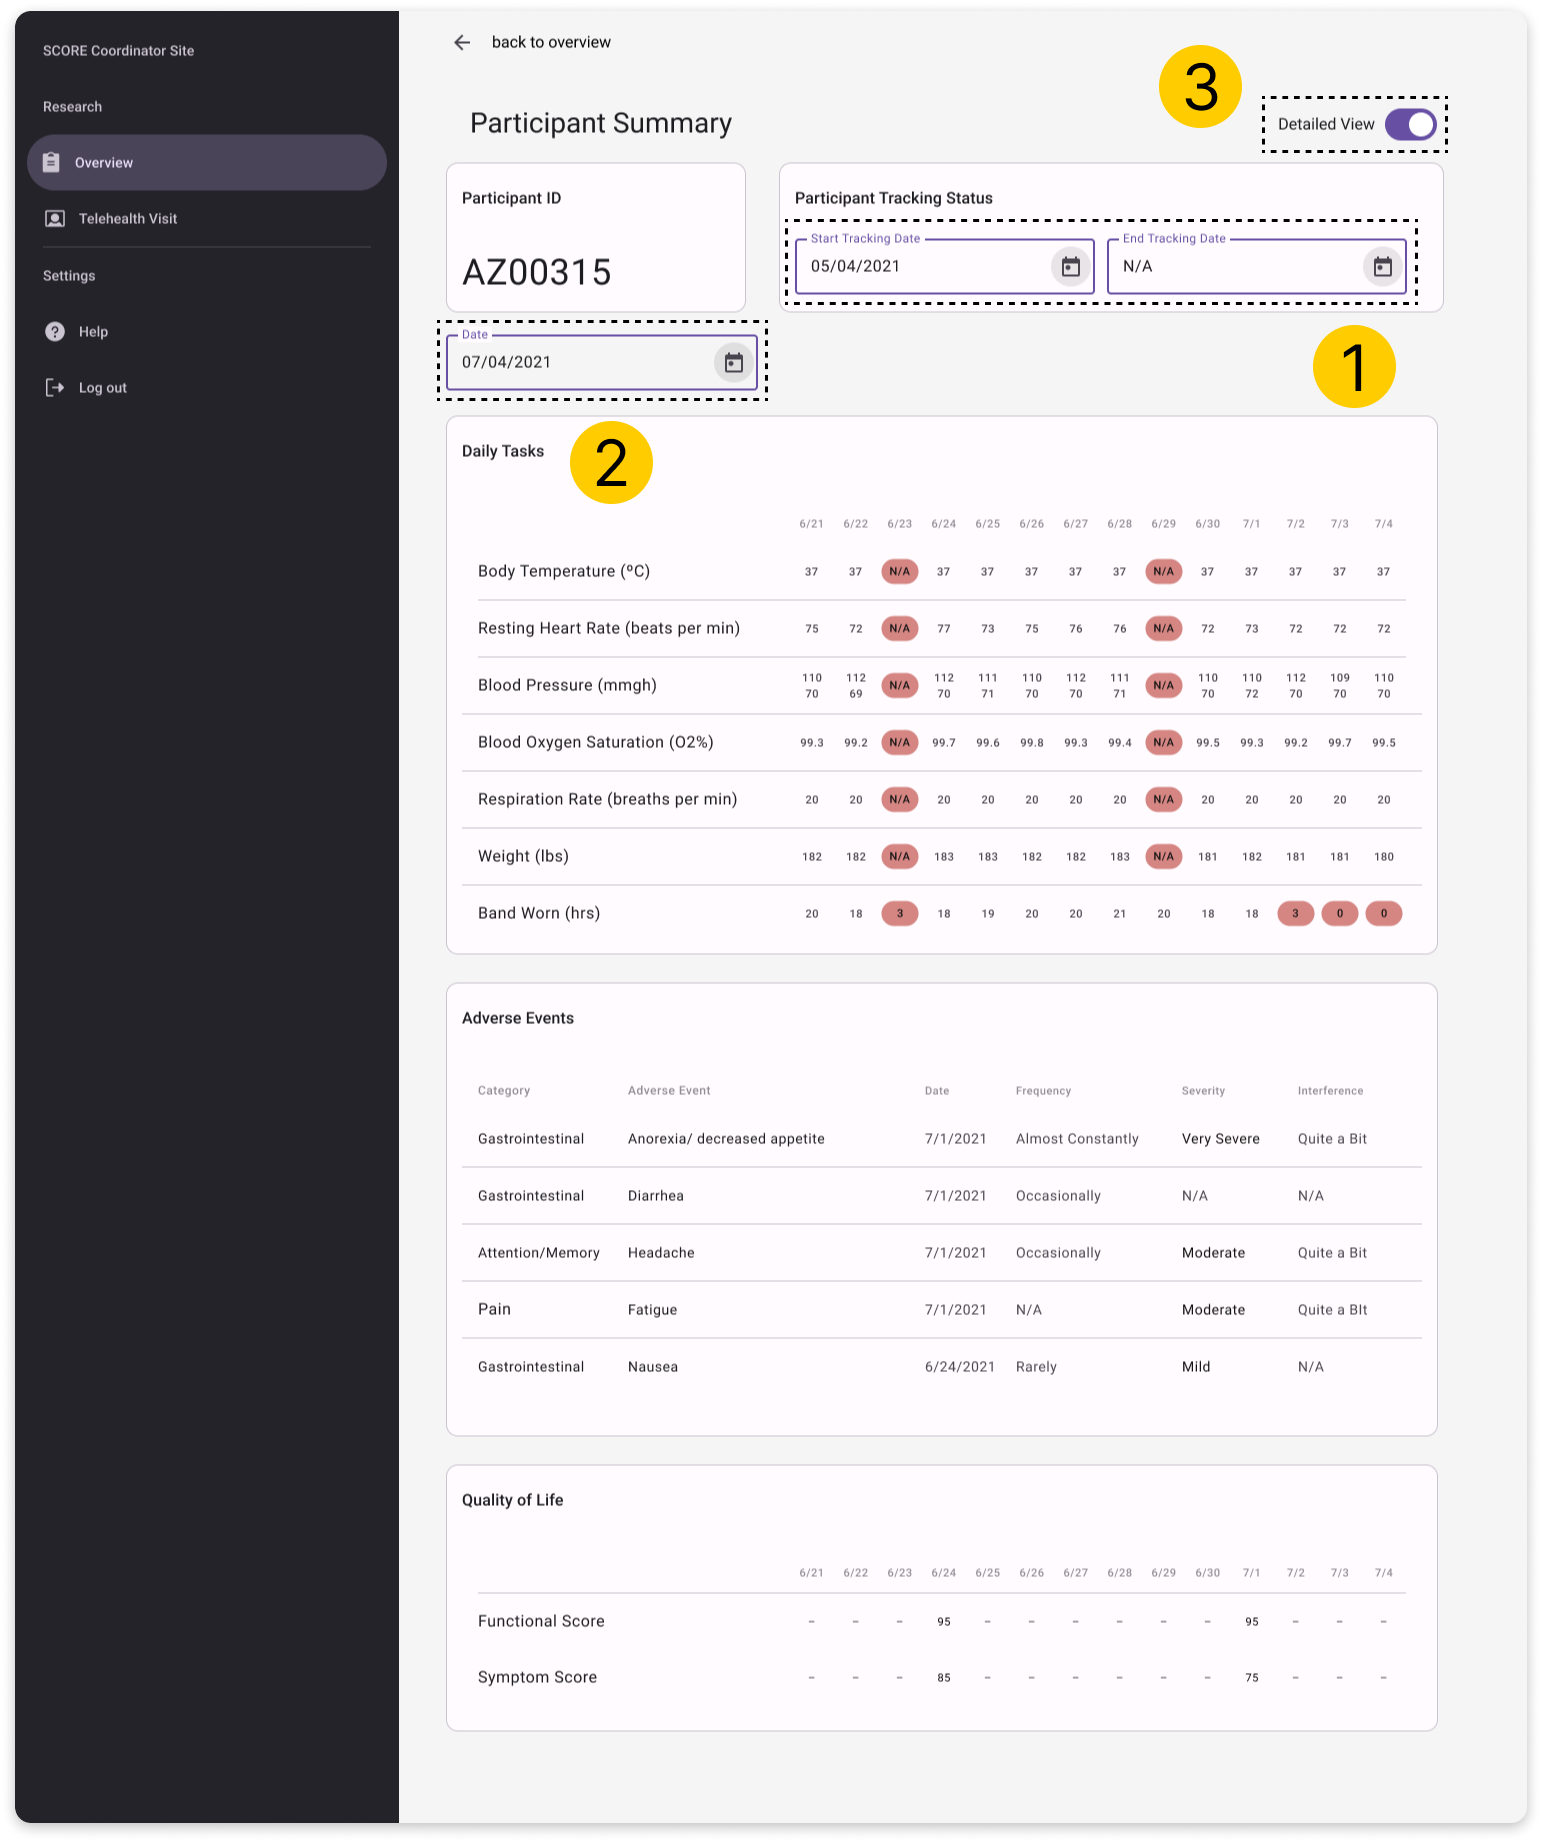 SCORE Coordinator Site
Research
Overview
Telehealth Visit
Settings
Help
Log out
back to overview
Participant Summary
3
Detailed View
Participant ID
AZ00315
Participant Tracking Status
Start Tracking Date
05/04/2021
End Tracking Date
N/A
Date
07/04/2021
1
Daily Tasks
2
6/21 6/22 6/23 6/24 6/25 6/26 6/27 6/28 6/29 6/30 7/1 7/2 7/3 7/4
Body Temperature (ºC) 37 37 N/A 37 37 37 37 37 N/A 37 37 37 37 37
Resting Heart Rate (beats per min) 75 72 N/A 77 73 75 76 76 N/A 72 73 72 72 72
Blood Pressure (mmgh) 110 112 N/A 112 111 110 112 111 N/A 110 110 112 109 110
70 69 70 71 70 70 71 70 72 70 70 70
Blood Oxygen Saturation (O2%) 99.3 99.2 N/A 99.7 99.6 99.8 99.3 99.4 N/A 99.5 99.3 99.2 99.7 99.5
Respiration Rate (breaths per min) 20 20 N/A 20 20 20 20 20 N/A 20 20 20 20 20
Weight (lbs) 182 182 N/A 183 183 182 182 183 N/A 181 182 181 181 180
Band Worn (hrs) 20 18 3 18 19 20 20 21 20 18 18 3 0 0
Adverse Events
Category Adverse Event Date Frequency Severity Interference
Gastrointestinal Anorexia/ decreased appetite 7/1/2021 Almost Constantly Very Severe Quite a Bit
Gastrointestinal Diarrhea 7/1/2021 Occasionally N/A N/A
Attention/Memory Headache 7/1/2021 Occasionally Moderate Quite a Bit
Pain Fatigue 7/1/2021 N/A Moderate Quite a BIt
Gastrointestinal Nausea 6/24/2021 Rarely Mild N/A
Quality of Life
6/21 6/22 6/23 6/24 6/25 6/26 6/27 6/28 6/29 6/30 7/1 7/2 7/3 7/4
Functional Score – – – 95 – – – – – – 95 – – –
Symptom Score – – – 85 – – – – – – 75 – – –